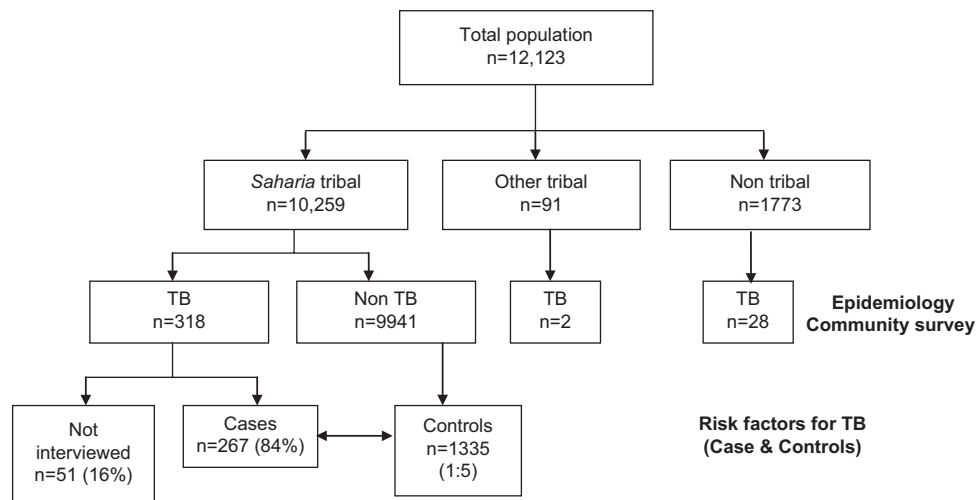 Total population
n=12,123
Saharia tribal
n=10,259
Other tribal
n=91
Non tribal
n=1773
TB
n=318
Non TB
n=9941
TB
n=2
TB
n=28
Epidemiology
Community survey
Not
interviewed
n=51 (16%)
Cases
n=267 (84%)
Controls
n=1335
(1:5)
Risk factors for TB
(Case & Controls)